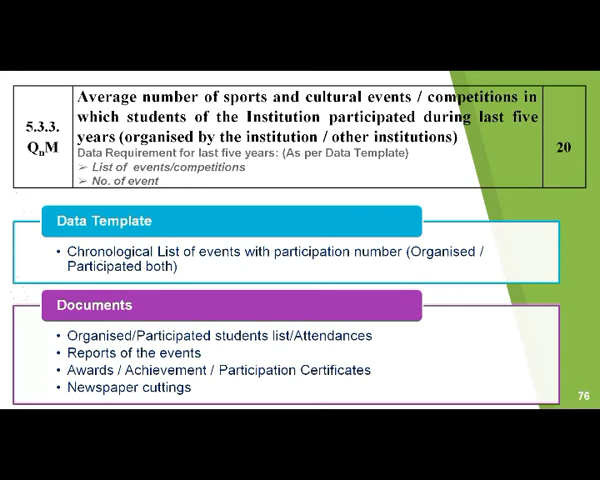 5.3.3.
QnM
Average number of sports and cultural events / competitions in
which students of the Institution participated during last five
years (organised by the institution / other institutions)
Data Requirement for last five years: (As per Data Template)
➢ List of events/competitions
➢ No. of event
20
Data Template
• Chronological List of events with participation number (Organised /
Participated both)
Documents
• Organised/Participated students list/Attendances
• Reports of the events
• Awards / Achievement / Participation Certificates
• Newspaper cuttings
76